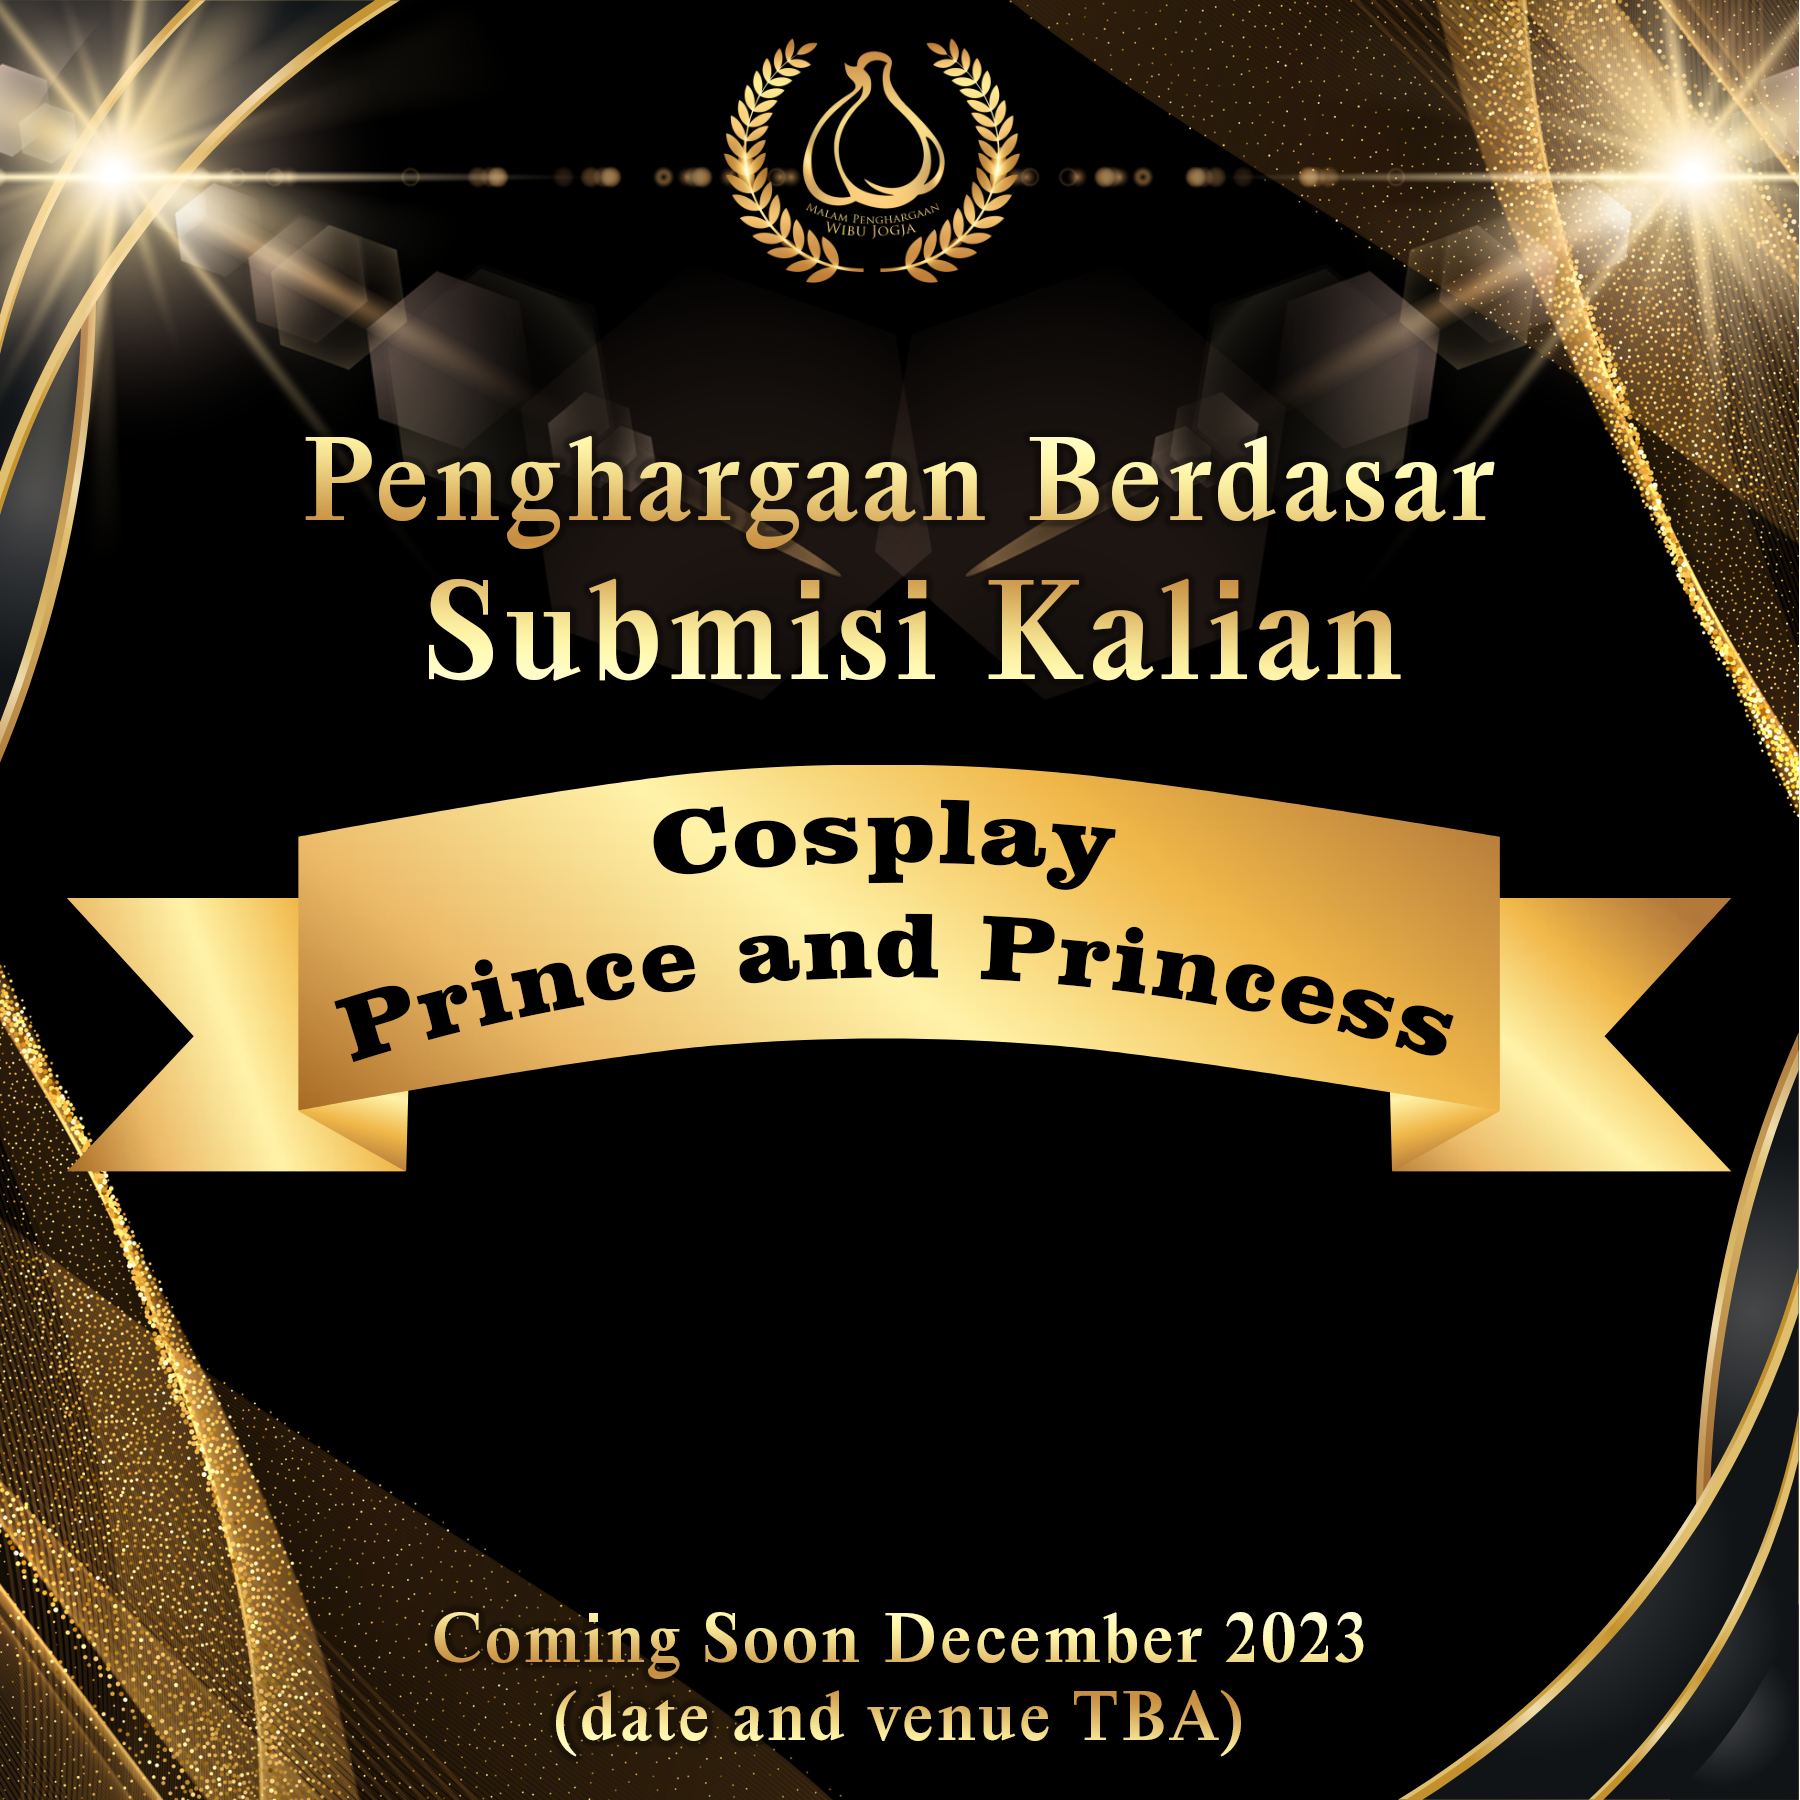 Malam Penghargaan
Wibu Jogja
Penghargaan Berdasar
Submisi Kalian
Cosplay
Prince and Princess
Coming Soon December 2023
(date and venue TBA)